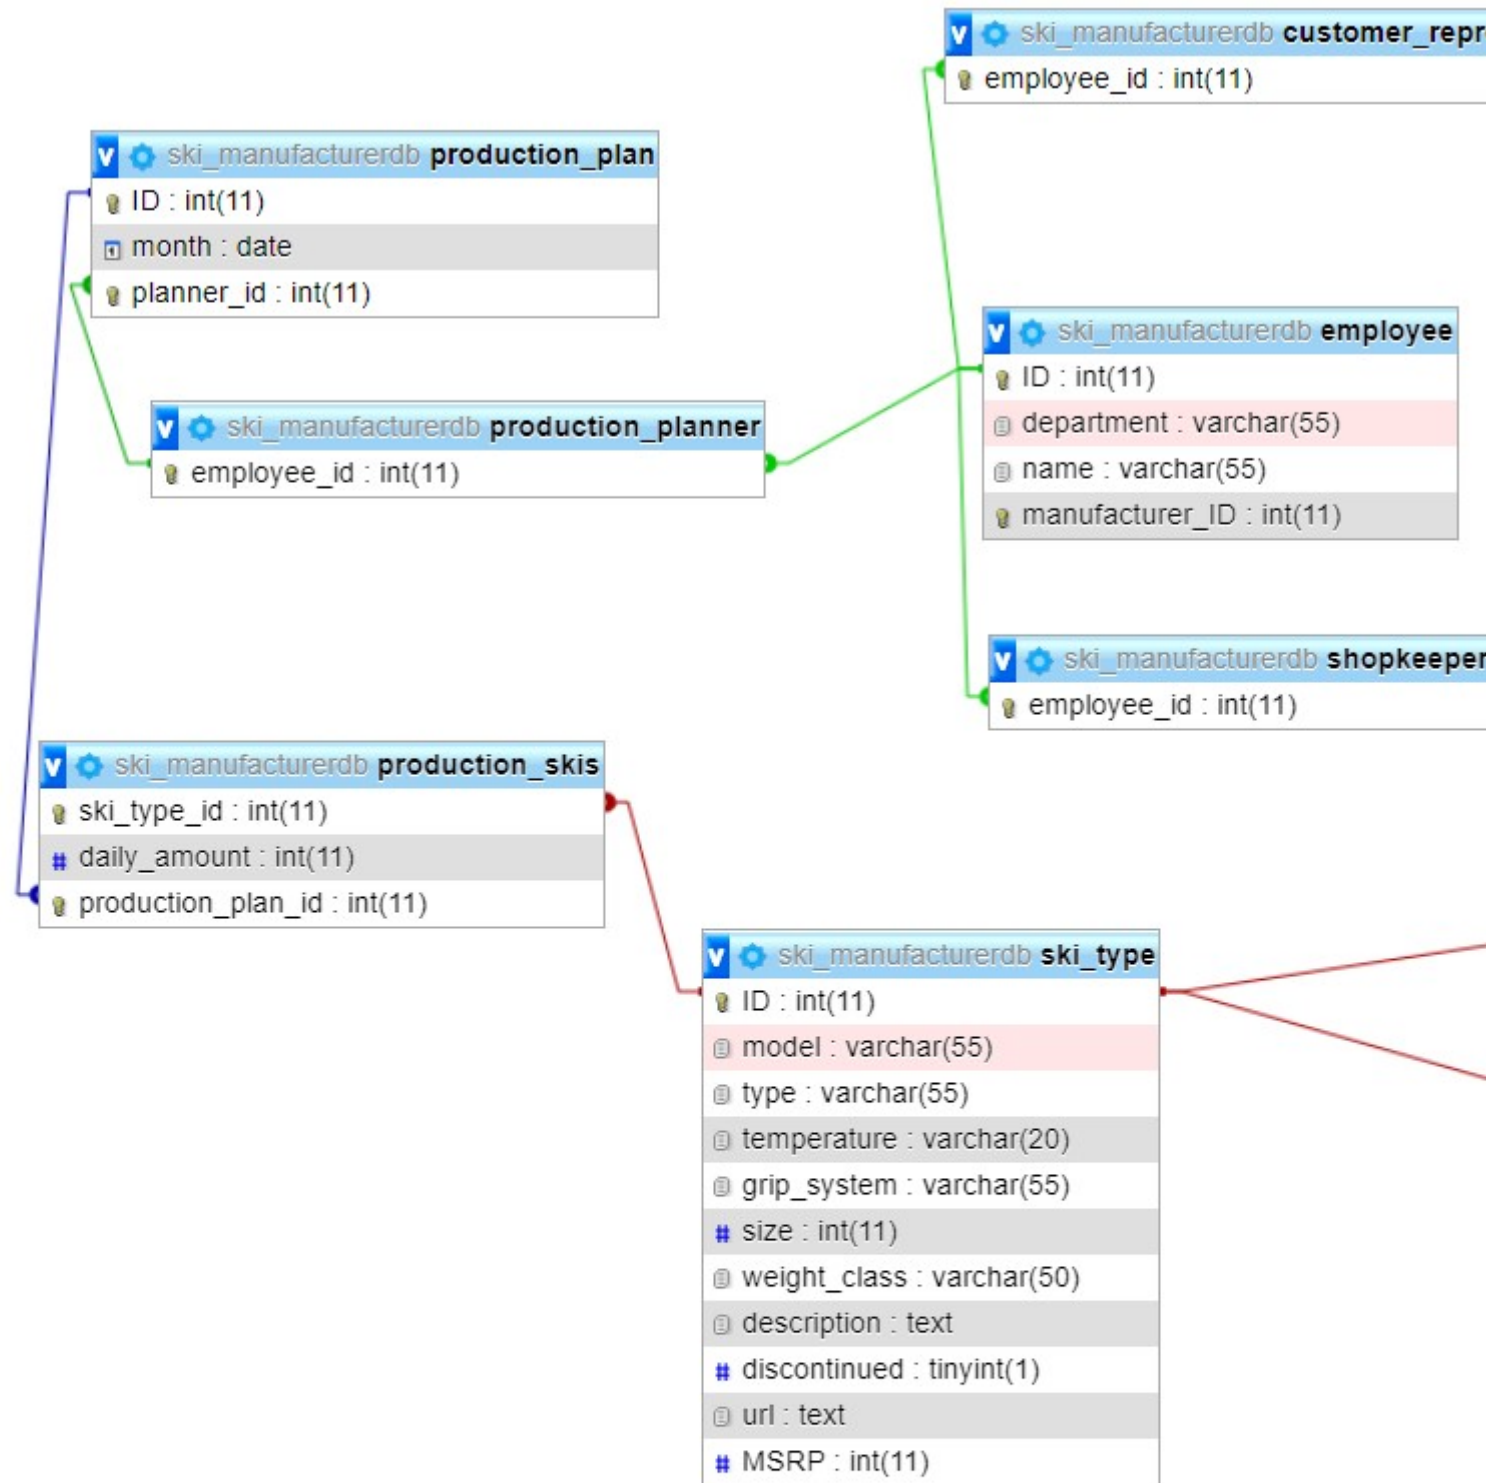 ski_manufacturerdb customer_repr
employee_id : int(11)
ski_manufacturerdb production_plan
ID : int(11)
month : date
planner_id : int(11)
ski_manufacturerdb employee
ID : int(11)
department : varchar(55)
name : varchar(55)
manufacturer_ID : int(11)
ski_manufacturerdb production_planner
employee_id : int(11)
ski_manufacturerdb shopkeeper
employee_id : int(11)
ski_manufacturerdb production_skis
ski_type_id : int(11)
# daily_amount : int(11)
production_plan_id : int(11)
ski_manufacturerdb ski_type
ID : int(11)
model : varchar(55)
type : varchar(55)
temperature : varchar(20)
grip_system : varchar(55)
# size : int(11)
weight_class : varchar(50)
description : text
# discontinued : tinyint(1)
url : text
# MSRP : int(11)